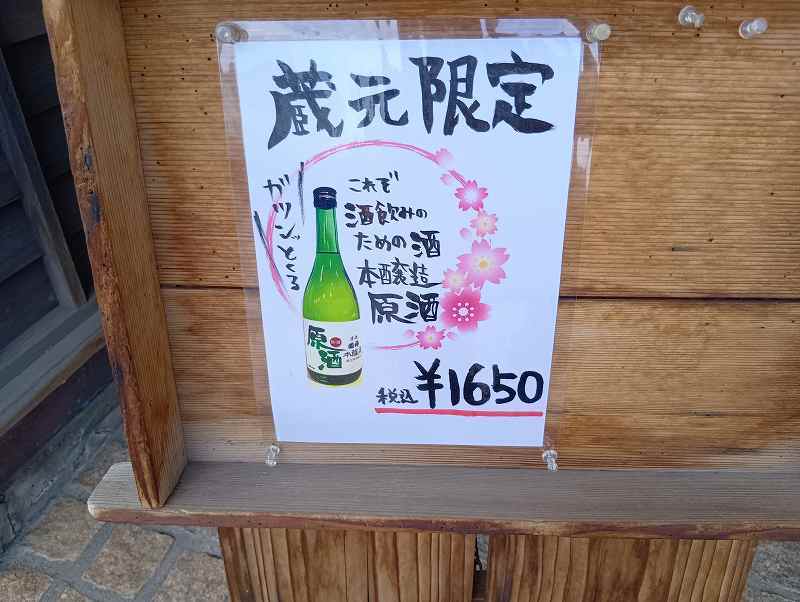 蔵元限定
ガツンッとくる
これぞ
酒飲みの
ための酒
本醸造
原酒
原酒
税込 ¥1650